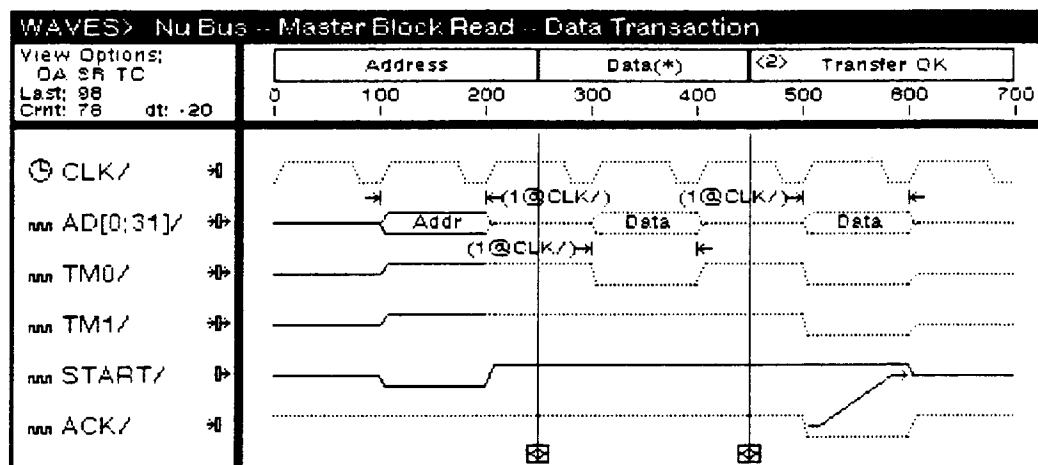 WAVES> Nu Bus -- Master Block Read -- Data Transaction
View Options;
OA SR TC
Last: 98
Crnt: 78 dt: -20
Address Data(*) <2> Transfer OK
0 100 200 300 400 500 600 700
CLK/
(1@CLK/) (1@CLK/)
AD[0;31]/ Addr Data Data
(1@CLK/)
TM0/
TM1/
START/
ACK/